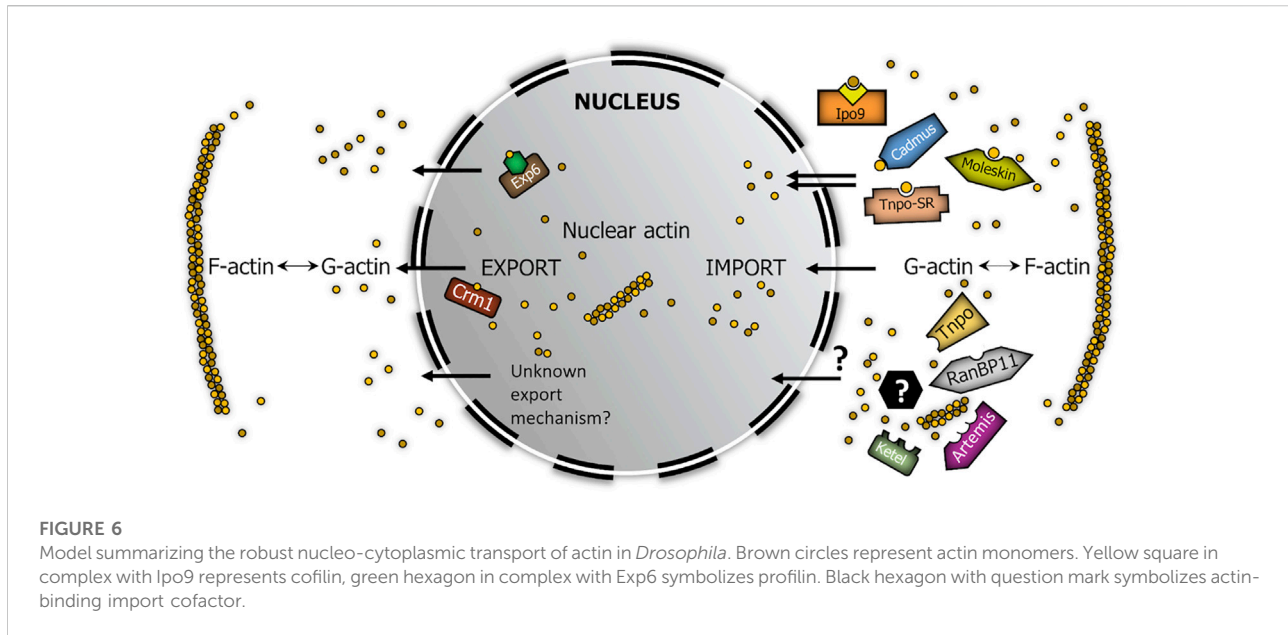 NUCLEUS
Ipo9
Cadmus
Moleskin
Exp6
Tnpo-SR
Nuclear actin
F-actin
G-actin
EXPORT
IMPORT
G-actin
F-actin
Crm1
Tnpo
?
RanBP11
Unknown
export
mechanism?
?
Artemis
Ketel
FIGURE 6
Model summarizing the robust nucleo-cytoplasmic transport of actin in Drosophila. Brown circles represent actin monomers. Yellow square in
complex with Ipo9 represents cofilin, green hexagon in complex with Exp6 symbolizes profilin. Black hexagon with question mark symbolizes actin-
binding import cofactor.